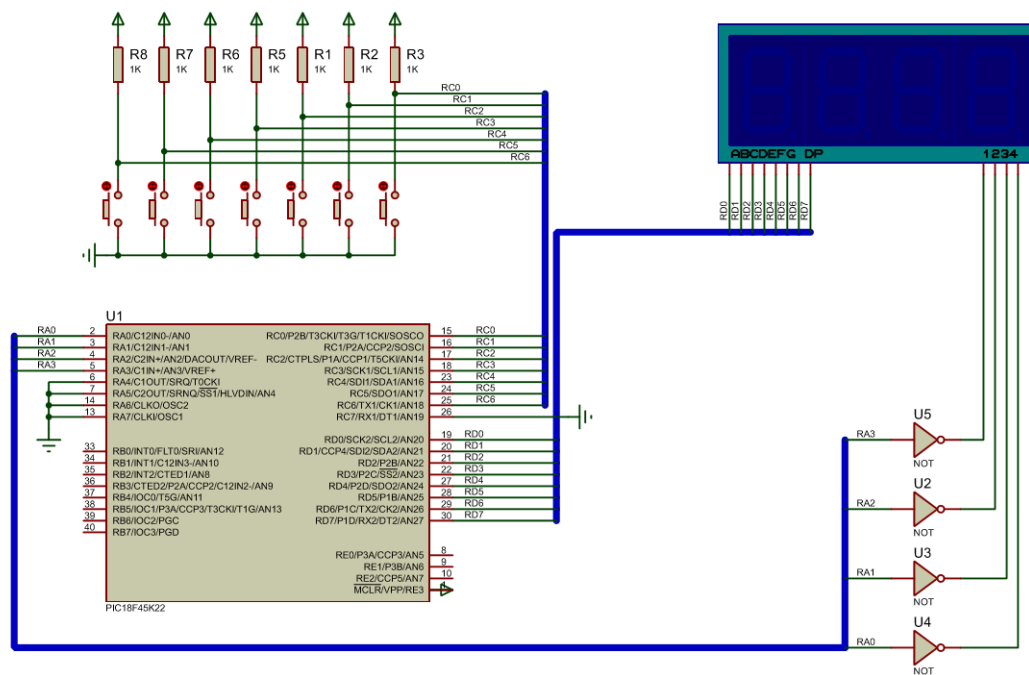 R8 R7 R6 R5 R1 R2 R3
1K 1K 1K 1K 1K 1K 1K
RC0
RC1
RC2
RC3
RC4
RC5
RC6
ABCDEFG DP 1234
RD0 RD1 RD2 RD3 RD4 RD5 RD6 RD7
U1
RA0 2 RA0/C12IN0-/AN0 RC0/P2B/T3CKI/T3G/T1CKI/SOSCO 15 RC0
RA1 3 RA1/C12IN1-/AN1 RC1/P2A/CCP2/SOSCI 16 RC1
RA2 4 RA2/C2IN+/AN2/DACOUT/VREF- RC2/CTPLS/P1A/CCP1/T5CKI/AN14 17 RC2
RA3 5 RA3/C1IN+/AN3/VREF+ RC3/SCK1/SCL1/AN15 18 RC3
6 RA4/C1OUT/SRQ/T0CKI RC4/SDI1/SDA1/AN16 23 RC4
7 RA5/C2OUT/SRNQ/SS1/HLVDIN/AN4 RC5/SDO1/AN17 24 RC5
14 RA6/CLKO/OSC2 RC6/TX1/CK1/AN18 25 RC6
13 RA7/CLKI/OSC1 RC7/RX1/DT1/AN19 26
RD0/SCK2/SCL2/AN20 19 RD0
33 RB0/INT0/FLT0/SRI/AN12 RD1/CCP4/SDI2/SDA2/AN21 20 RD1
34 RB1/INT1/C12IN3-/AN10 RD2/P2B/AN22 21 RD2
35 RB2/INT2/CTED1/AN8 RD3/P2C/SS2/AN23 22 RD3
36 RB3/CTED2/P2A/CCP2/C12IN2-/AN9 RD4/P2D/SDO2/AN24 27 RD4
37 RB4/IOC0/T5G/AN11 RD5/P1B/AN25 28 RD5
38 RB5/IOC1/P3A/CCP3/T3CKI/T1G/AN13 RD6/P1C/TX2/CK2/AN26 29 RD6
39 RB6/IOC2/PGC RD7/P1D/RX2/DT2/AN27 30 RD7
40 RB7/IOC3/PGD
RE0/P3A/CCP3/AN5 8
RE1/P3B/AN6 9
RE2/CCP5/AN7 10
MCLR/VPP/RE3 1
PIC18F45K22
U5
RA3
NOT
U2
RA2
NOT
U3
RA1
NOT
U4
RA0
NOT